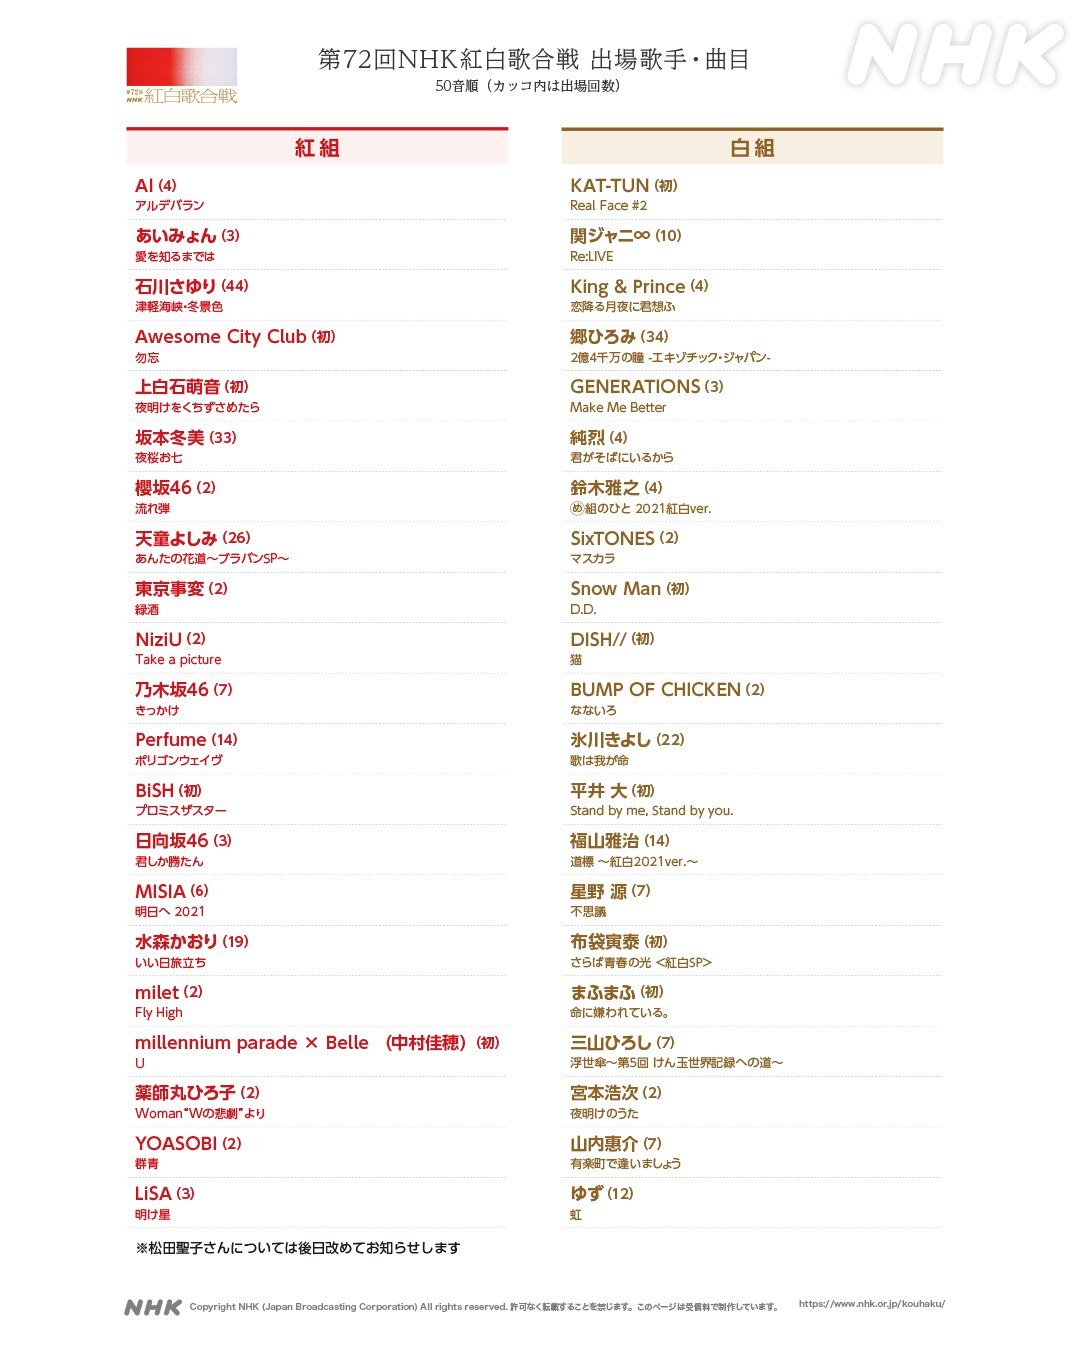 NHK
第72回
NHK 紅白歌合戦
第72回NHK紅白歌合戦 出場歌手・曲目
50音順（カッコ内は出場回数）
紅組
AI（4）
アルデバラン
あいみょん（3）
愛を知るまでは
石川さゆり（44）
津軽海峡・冬景色
Awesome City Club（初）
勿忘
上白石萌音（初）
夜明けをくちずさめたら
坂本冬美（33）
夜桜お七
櫻坂46（2）
流れ弾
天童よしみ（26）
あんたの花道～ブラバンSP～
東京事変（2）
緑酒
NiziU（2）
Take a picture
乃木坂46（7）
きっかけ
Perfume（14）
ポリゴンウェイヴ
BiSH（初）
プロミスザスター
日向坂46（3）
君しか勝たん
MISIA（6）
明日へ 2021
水森かおり（19）
いい日旅立ち
milet（2）
Fly High
millennium parade × Belle （中村佳穂）（初）
U
薬師丸ひろ子（2）
Woman“Wの悲劇”より
YOASOBI（2）
群青
LiSA（3）
明け星
※松田聖子さんについては後日改めてお知らせします
白組
KAT-TUN（初）
Real Face #2
関ジャニ∞（10）
Re:LIVE
King & Prince（4）
恋降る月夜に君想ふ
郷ひろみ（34）
2億4千万の瞳 -エキゾチック・ジャパン-
GENERATIONS（3）
Make Me Better
純烈（4）
君がそばにいるから
鈴木雅之（4）
め組のひと 2021紅白ver.
SixTONES（2）
マスカラ
Snow Man（初）
D.D.
DISH//（初）
猫
BUMP OF CHICKEN（2）
なないろ
氷川きよし（22）
歌は我が命
平井 大（初）
Stand by me, Stand by you.
福山雅治（14）
道標 ～紅白2021ver.～
星野 源（7）
不思議
布袋寅泰（初）
さらば青春の光 ＜紅白SP＞
まふまふ（初）
命に嫌われている。
三山ひろし（7）
浮世傘～第5回 けん玉世界記録への道～
宮本浩次（2）
夜明けのうた
山内惠介（7）
有楽町で逢いましょう
ゆず（12）
虹
NHK Copyright NHK (Japan Broadcasting Corporation) All rights reserved. 許可なく転載することを禁じます。このページは受信料で制作しています。
https://www.nhk.or.jp/kouhaku/